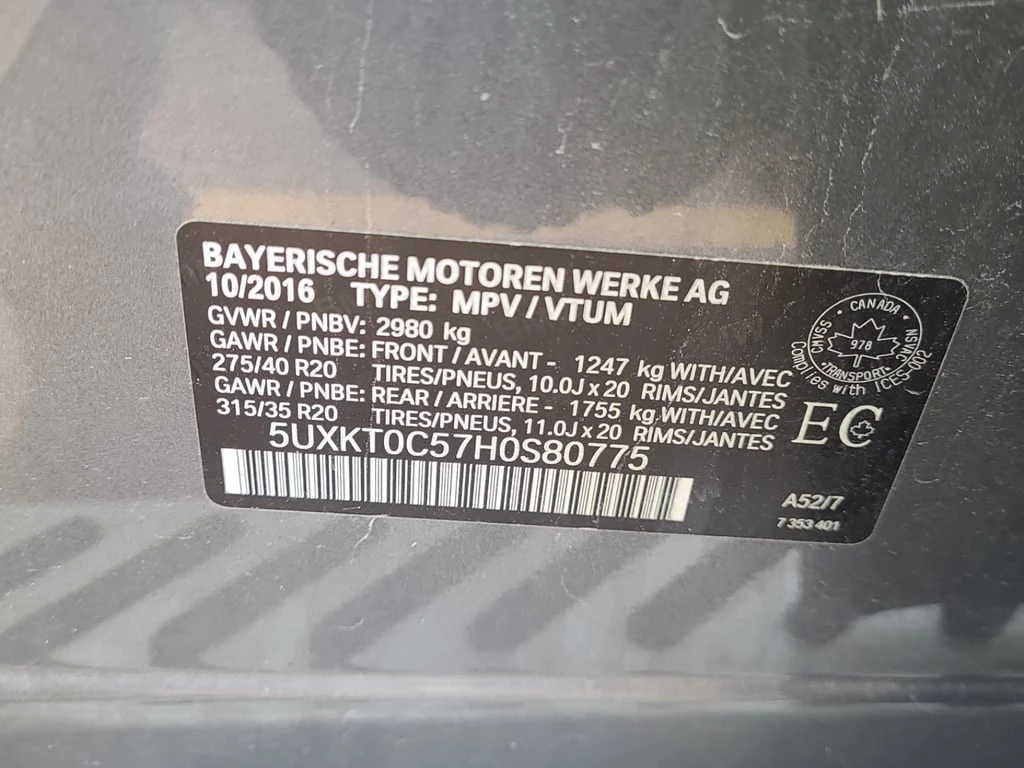 BAYERISCHE MOTOREN WERKE AG
10/2016 TYPE: MPV / VTUM
GVWR / PNBV: 2980 kg
GAWR / PNBE: FRONT / AVANT - 1247 kg WITH/AVEC
275/40 R20 TIRES/PNEUS, 10.0J x 20 RIMS/JANTES
GAWR / PNBE: REAR / ARRIERE - 1755 kg WITH/AVEC
315/35 R20 TIRES/PNEUS, 11.0J x 20 RIMS/JANTES
5UXKT0C57H0S80775
CANADA
CMVSS
NSVAC
978
TRANSPORT
Complies with ICES-002
EC
A52/7
7 353 401